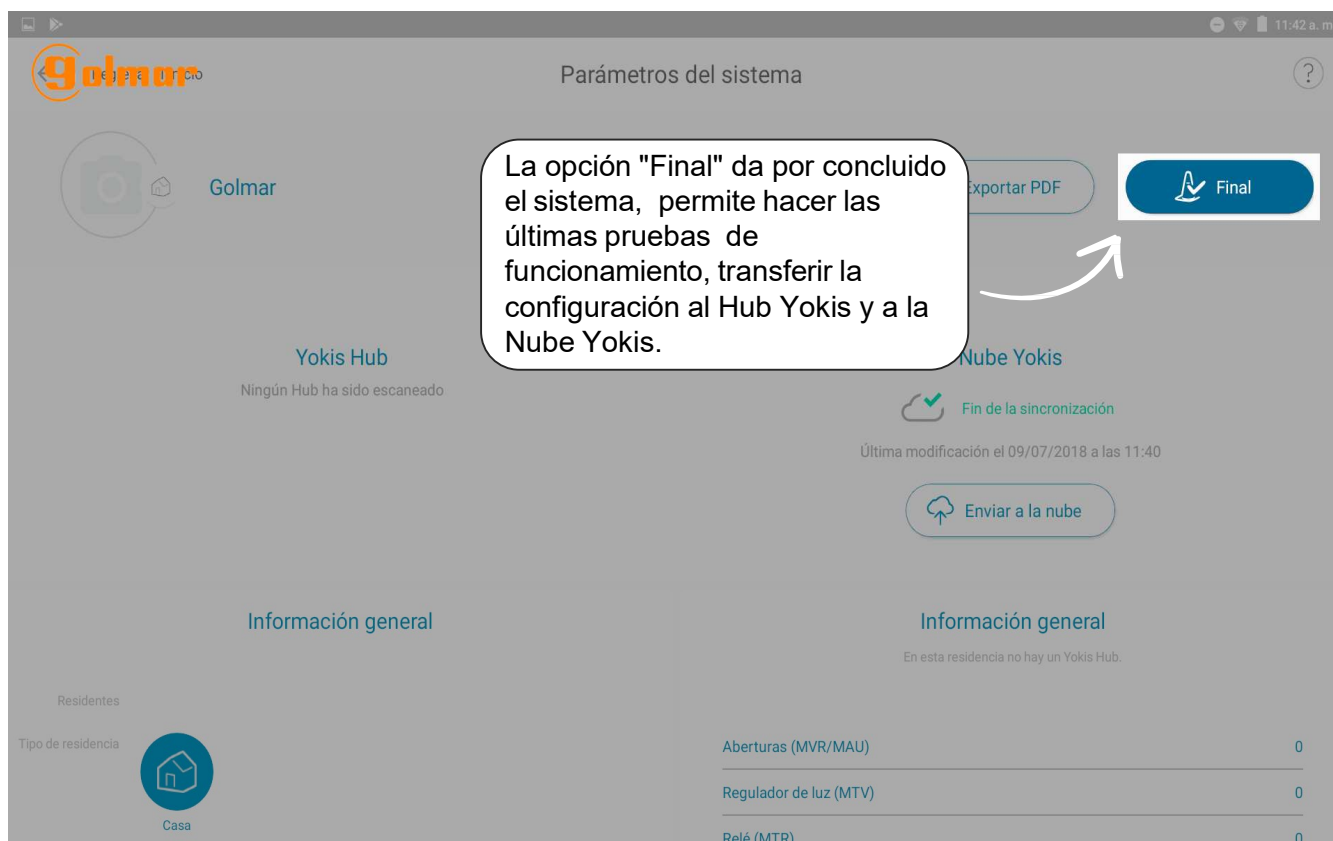 11:42 a. m
golmar
Parámetros del sistema
?
Golmar
La opción "Final" da por concluido
el sistema, permite hacer las
últimas pruebas de
funcionamiento, transferir la
configuración al Hub Yokis y a la
Nube Yokis.
Exportar PDF
Final
Yokis Hub
Ningún Hub ha sido escaneado
Nube Yokis
Fin de la sincronización
Última modificación el 09/07/2018 a las 11:40
Enviar a la nube
Información general
Residentes
Tipo de residencia
Casa
Información general
En esta residencia no hay un Yokis Hub.
Aberturas (MVR/MAU) 0
Regulador de luz (MTV) 0
Relé (MTR) 0